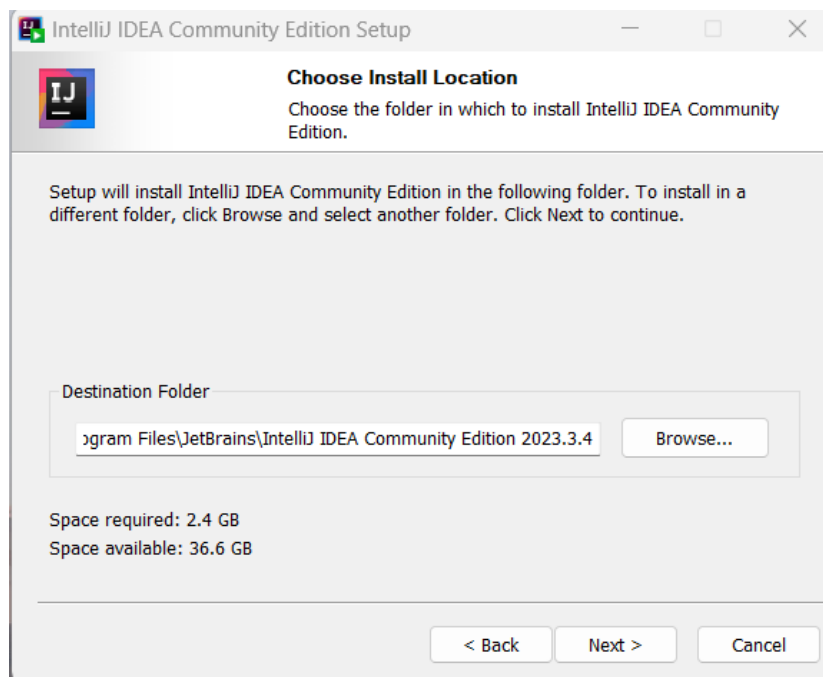 IntelliJ IDEA Community Edition Setup
IJ
Choose Install Location
Choose the folder in which to install IntelliJ IDEA Community
Edition.
Setup will install IntelliJ IDEA Community Edition in the following folder. To install in a
different folder, click Browse and select another folder. Click Next to continue.
Destination Folder
ogram Files\JetBrains\IntelliJ IDEA Community Edition 2023.3.4
Browse...
Space required: 2.4 GB
Space available: 36.6 GB
< Back
Next >
Cancel